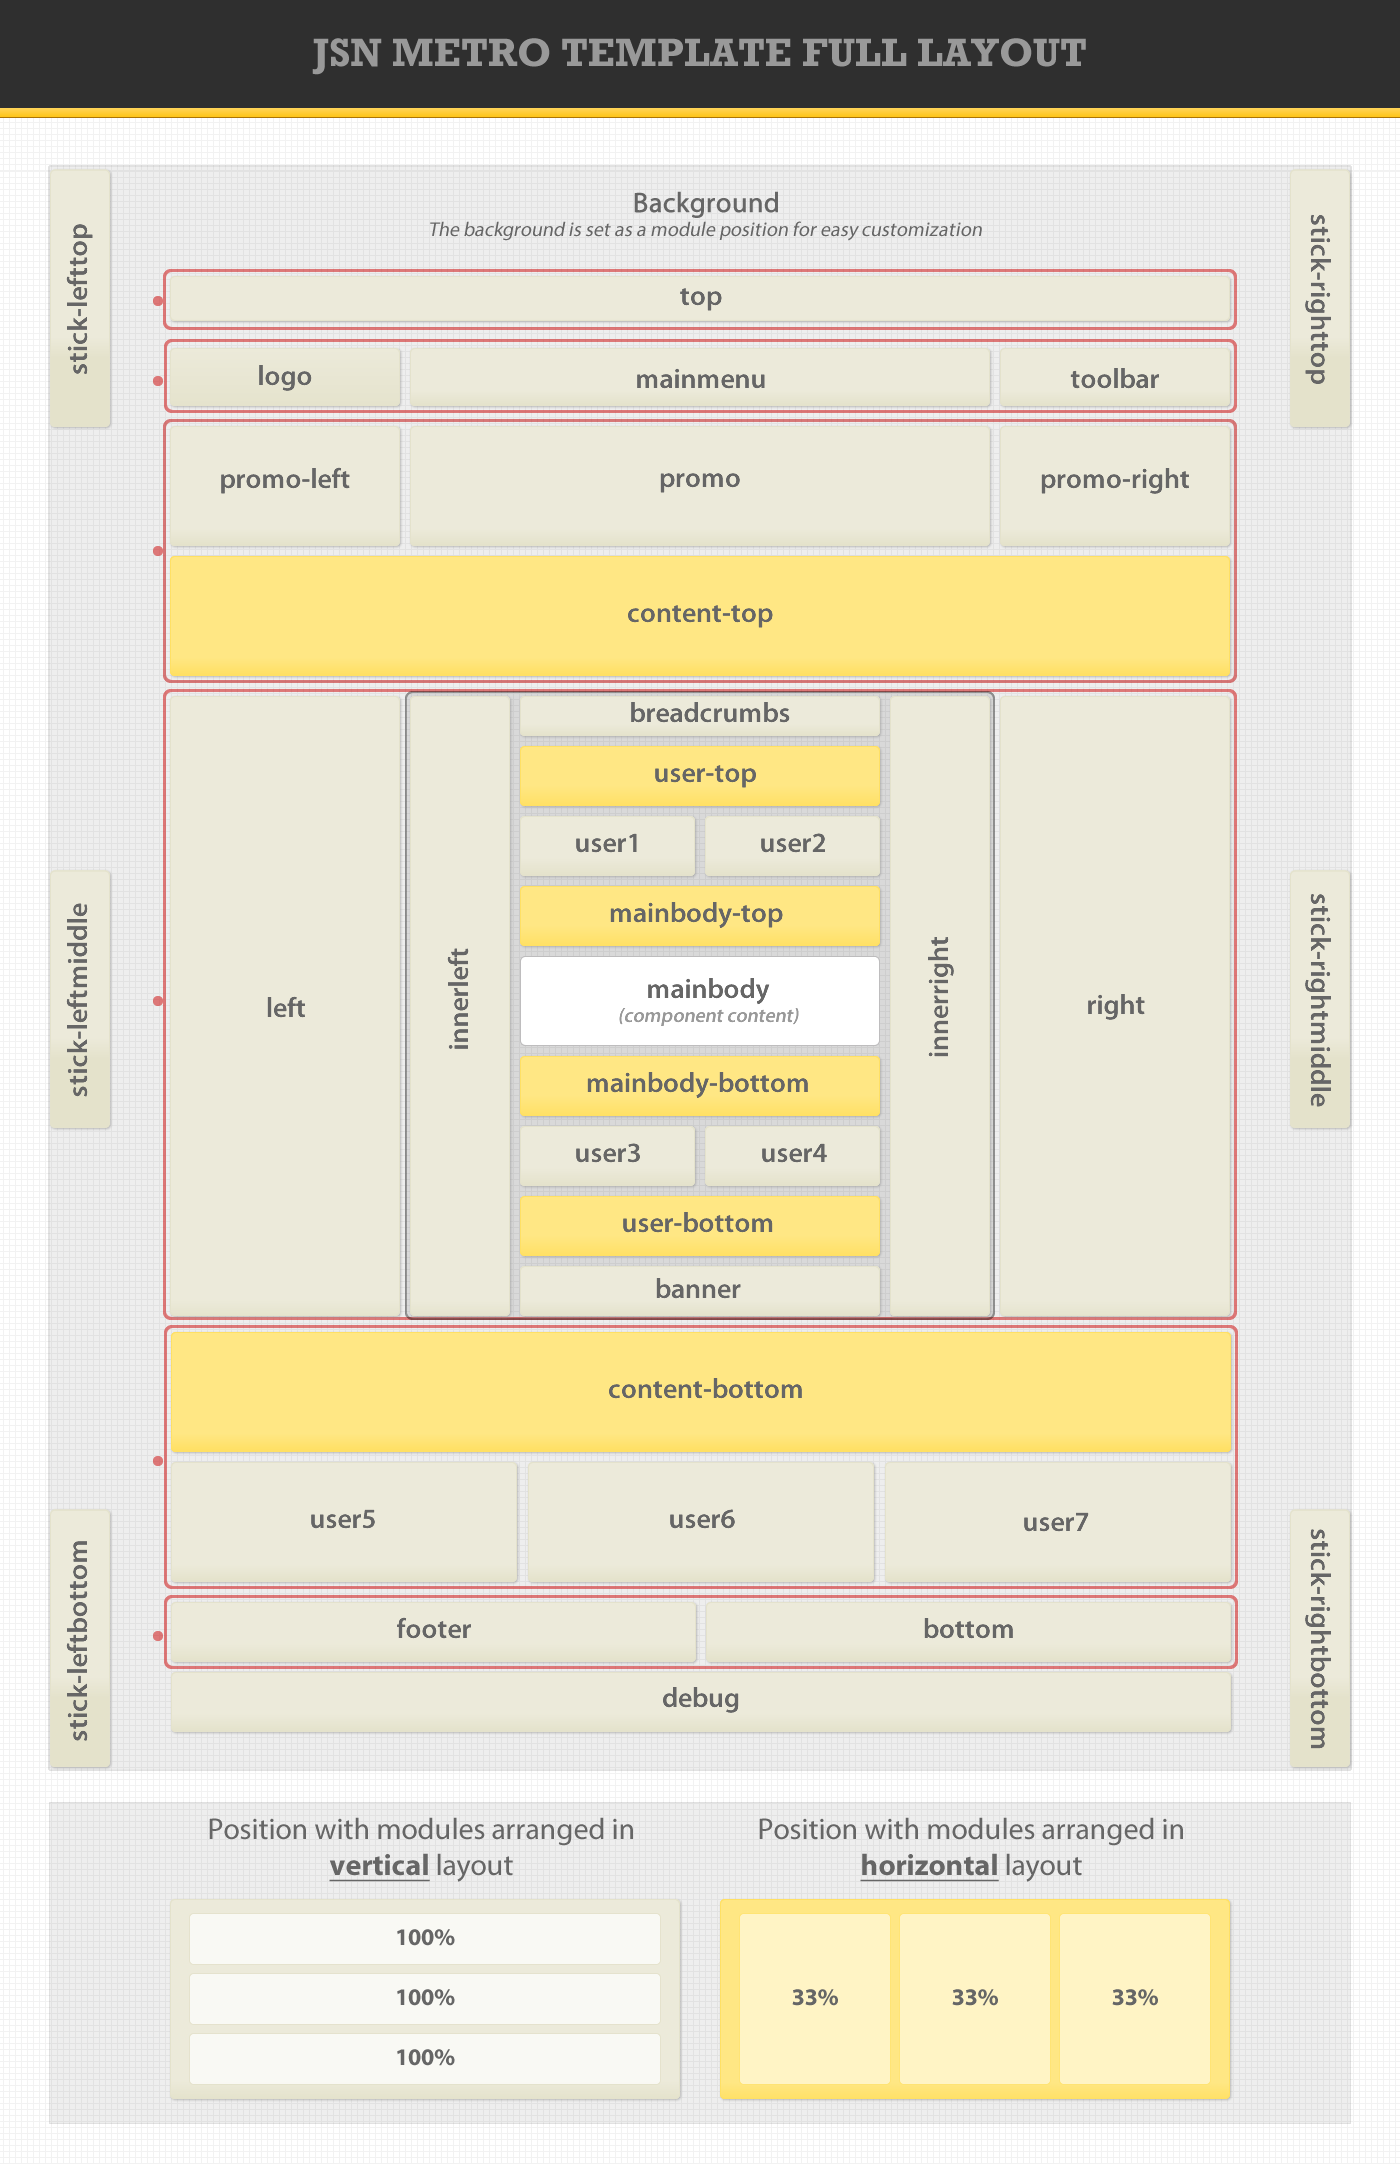 JSN METRO TEMPLATE FULL LAYOUT
Background
The background is set as a module position for easy customization
stick-lefttop
stick-righttop
top
logo
mainmenu
toolbar
promo-left
promo
promo-right
content-top
breadcrumbs
user-top
user1
user2
mainbody-top
stick-leftmiddle
left
innerleft
mainbody
(component content)
innerright
right
stick-rightmiddle
mainbody-bottom
user3
user4
user-bottom
banner
content-bottom
user5
user6
user7
stick-leftbottom
stick-rightbottom
footer
bottom
debug
Position with modules arranged in
vertical layout
100%
100%
100%
Position with modules arranged in
horizontal layout
33%
33%
33%